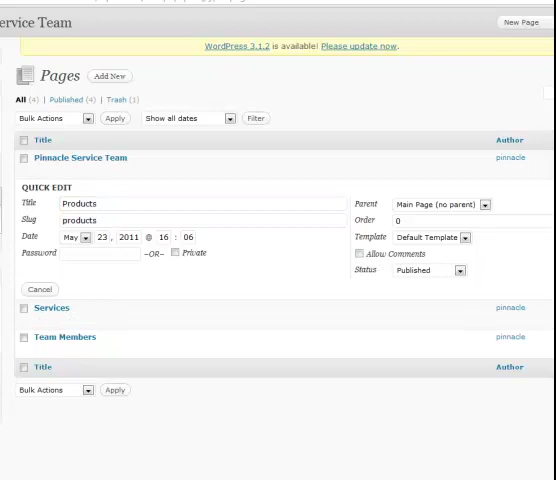 ervice Team
New Page
WordPress 3.1.2 is available! Please update now.
Pages Add New
All (4) | Published (4) | Trash (1)
Bulk Actions Apply Show all dates Filter
Title Author
Pinnacle Service Team pinnacle
QUICK EDIT
Title Products Parent Main Page (no parent)
Slug products Order 0
Date May 23, 2011 @ 16 : 06 Template Default Template
Password –OR– Private Allow Comments
Status Published
Cancel
Services pinnacle
Team Members pinnacle
Title Author
Bulk Actions Apply